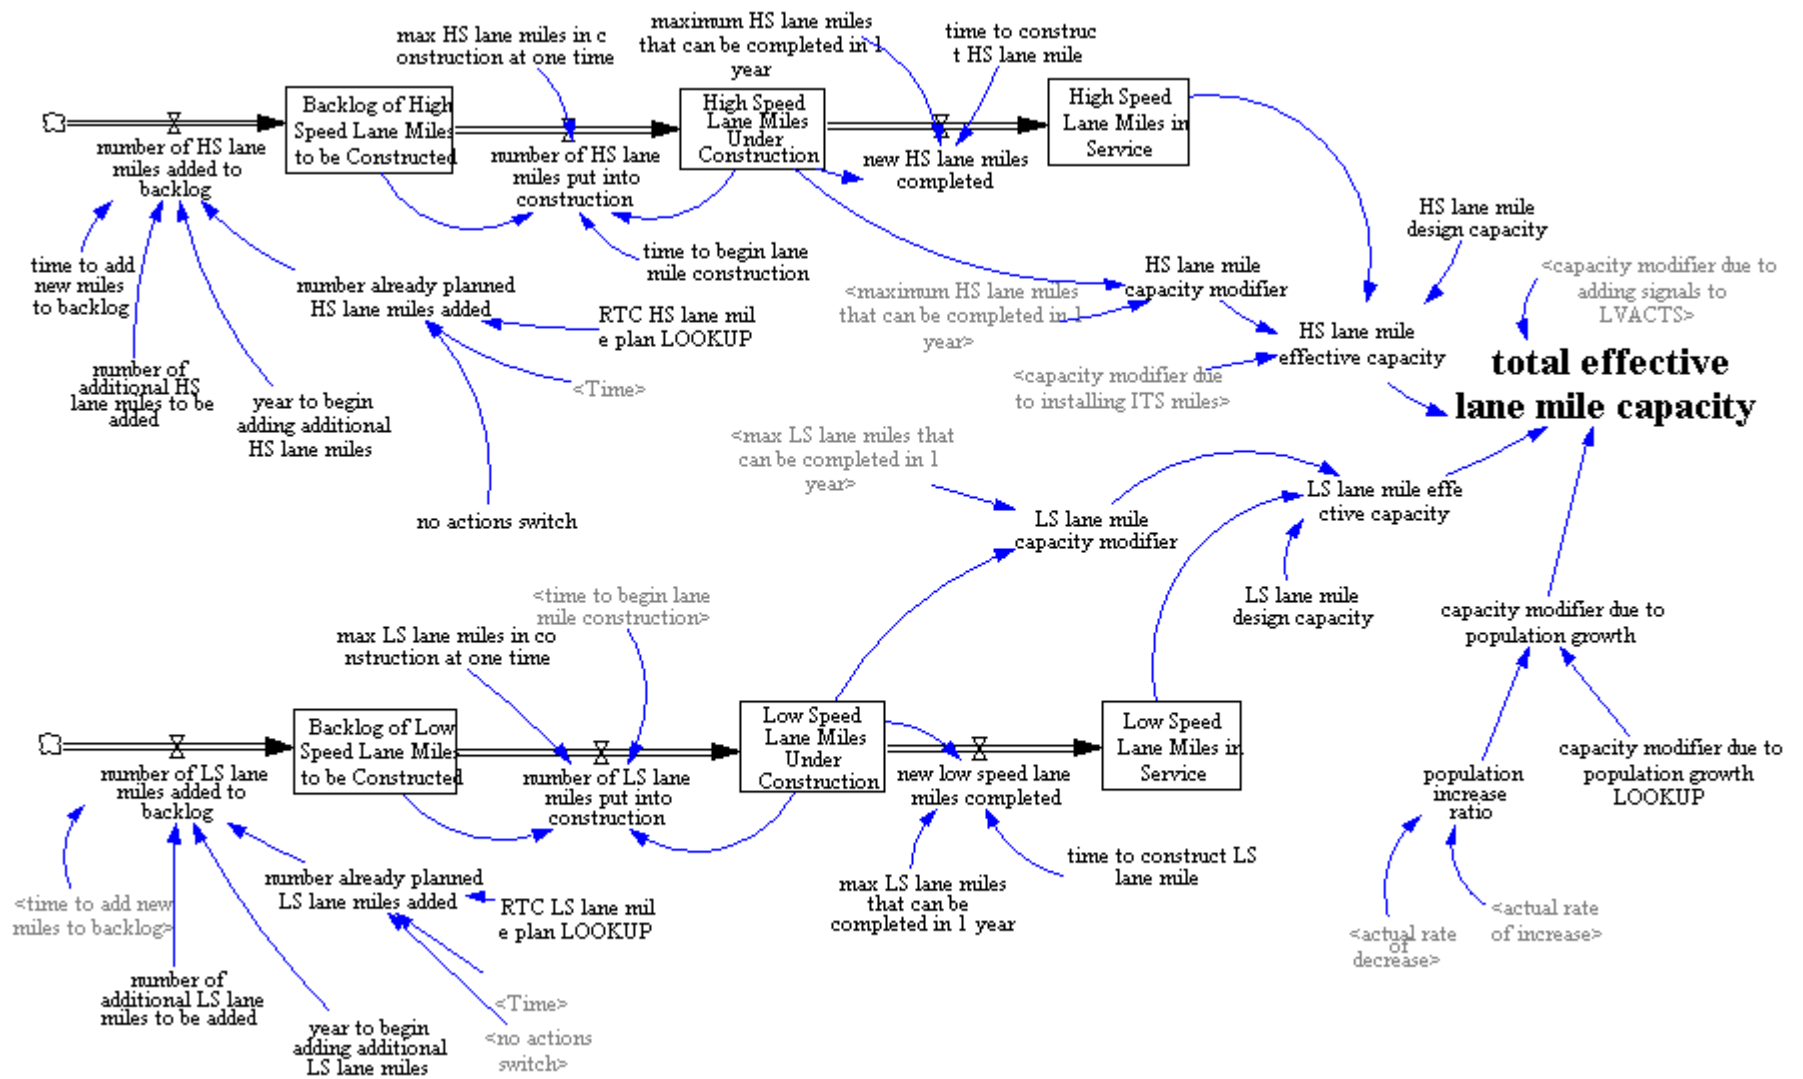 max HS lane miles in c
onstruction at one time
maximum HS lane miles
that can be completed in 1
year
time to construc
t HS lane mile
Backlog of High
Speed Lane Miles
to be Constructed
High Speed
Lane Miles
Under
Construction
High Speed
Lane Miles in
Service
number of HS lane
miles added to
backlog
number of HS lane
miles put into
construction
new HS lane miles
completed
time to add
new miles
to backlog
number already planned
HS lane miles added
time to begin lane
mile construction
RTC HS lane mil
e plan LOOKUP
<Time>
number of
additional HS
lane miles to be
added
year to begin
adding additional
HS lane miles
no actions switch
<maximum HS lane miles
that can be completed in 1
year>
HS lane mile
capacity modifier
HS lane mile
design capacity
<capacity modifier due to
adding signals to
LVACTS>
HS lane mile
effective capacity
<capacity modifier due
to installing ITS miles>
total effective
lane mile capacity
<max LS lane miles that
can be completed in 1
year>
LS lane mile
capacity modifier
LS lane mile effe
ctive capacity
LS lane mile
design capacity
capacity modifier due to
population growth
<time to begin lane
mile construction>
max LS lane miles in co
nstruction at one time
Backlog of Low
Speed Lane Miles
to be Constructed
Low Speed
Lane Miles
Under
Construction
Low Speed
Lane Miles in
Service
number of LS lane
miles added to
backlog
number of LS lane
miles put into
construction
new low speed lane
miles completed
population
increase
ratio
capacity modifier due to
population growth
LOOKUP
<time to add new
miles to backlog>
number already planned
LS lane miles added
RTC LS lane mil
e plan LOOKUP
max LS lane miles
that can be
completed in 1 year
time to construct LS
lane mile
<actual rate
of
decrease>
<actual rate
of increase>
number of
additional LS lane
miles to be added
year to begin
adding additional
LS lane miles
<Time>
<no actions
switch>